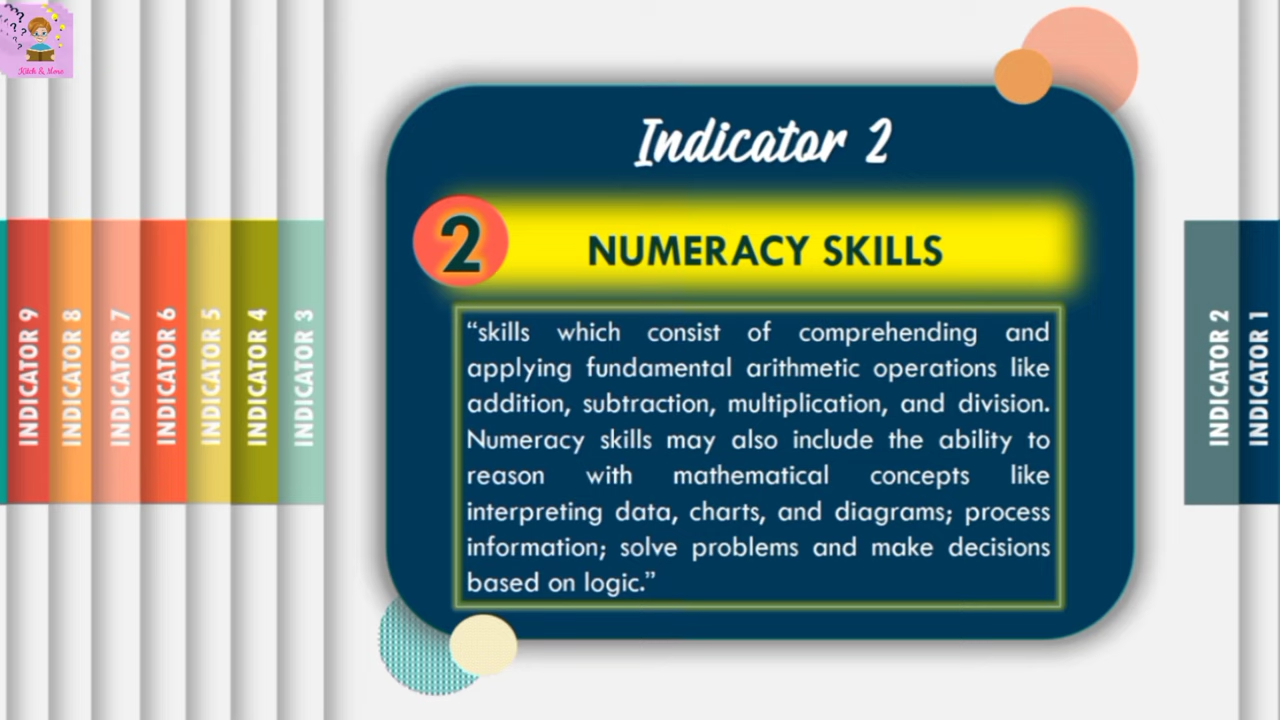 Kitch & More
Indicator 2
2
NUMERACY SKILLS
“skills which consist of comprehending and
applying fundamental arithmetic operations like
addition, subtraction, multiplication, and division.
Numeracy skills may also include the ability to
reason with mathematical concepts like
interpreting data, charts, and diagrams; process
information; solve problems and make decisions
based on logic.”
INDICATOR 9
INDICATOR 8
INDICATOR 7
INDICATOR 6
INDICATOR 5
INDICATOR 4
INDICATOR 3
INDICATOR 2
INDICATOR 1